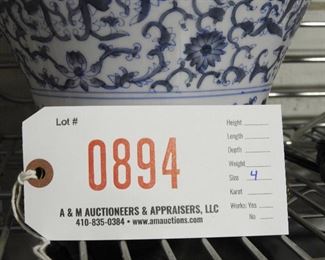 Lot #
0894
Height
Length
Depth
Weight
Size 4
Karat
Works: Yes
No
A & M AUCTIONEERS & APPRAISERS, LLC
410-835-0384 • www.amauctions.com